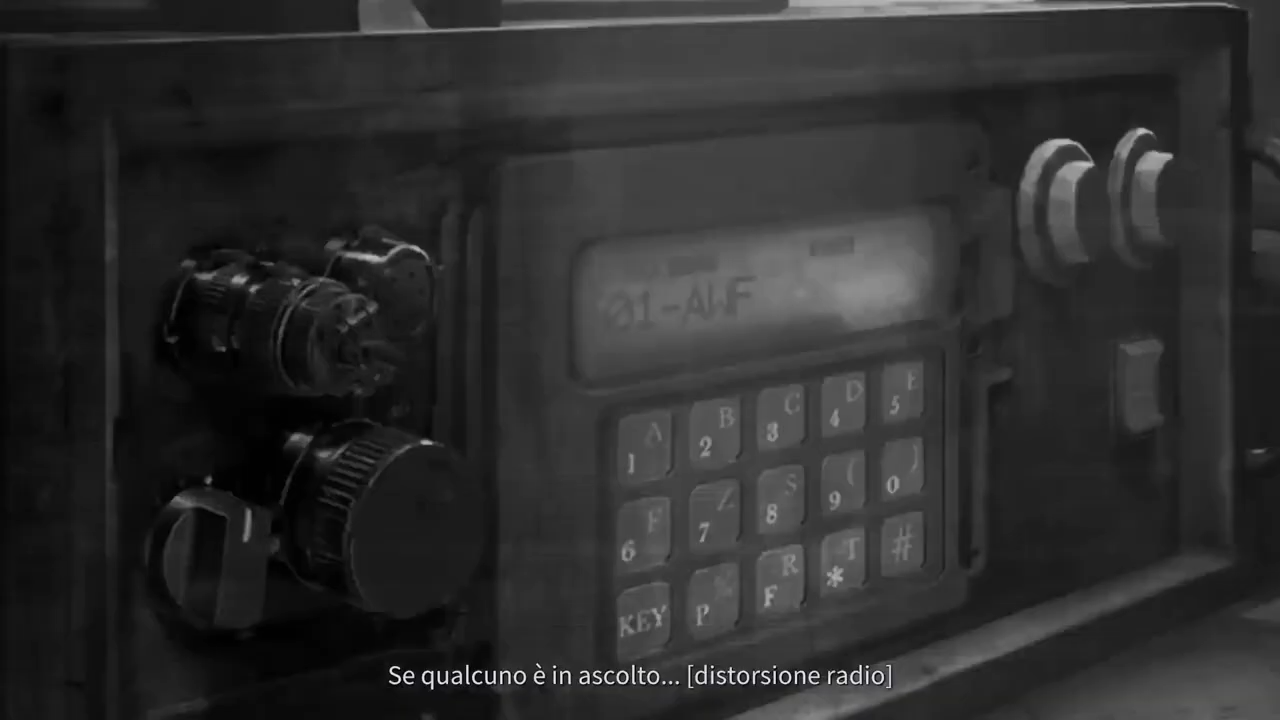 01-AWF
A B C D E
1 2 3 4 5
F Z S ( )
6 7 8 9 0
R T #
KEY P F *
Se qualcuno è in ascolto... [distorsione radio]